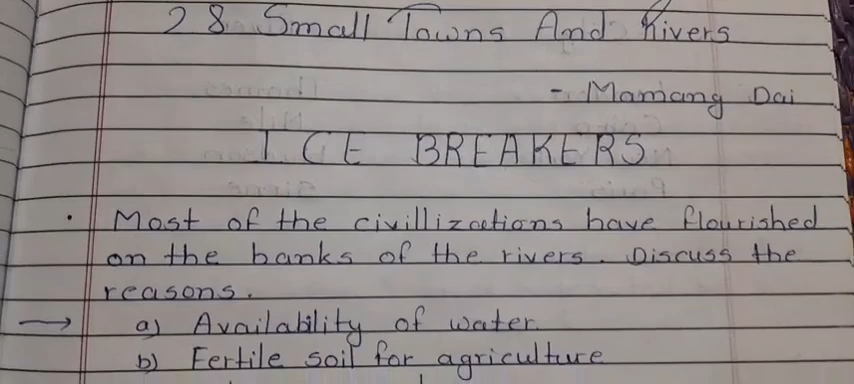 28 Small Towns And Rivers
- Mamang Dai
ICE BREAKERS
• Most of the civillizations have flourished
on the banks of the rivers. Discuss the
reasons.
→ a) Availability of water.
b) Fertile soil for agriculture